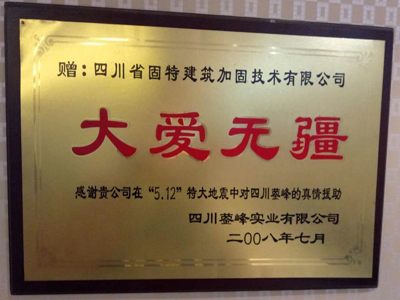 赠:四川省固特建筑加固技术有限公司
大爱无疆
感谢贵公司在“5.12”特大地震中对四川蓥峰的真情援助
四川蓥峰实业有限公司
二00八年七月